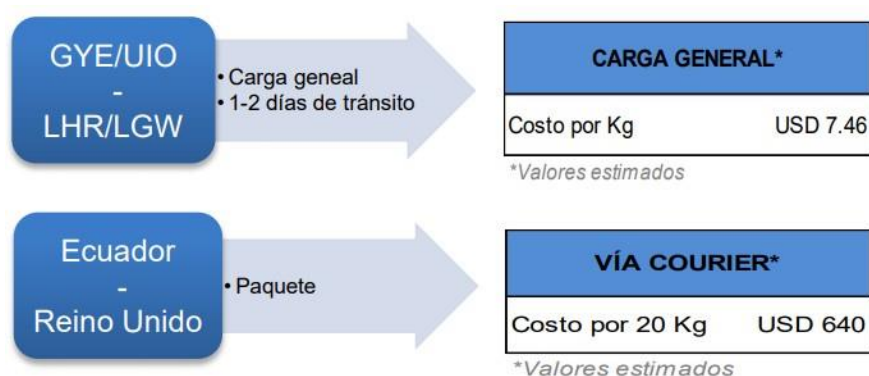 GYE/UIO
-
LHR/LGW
• Carga geneal
• 1-2 días de tránsito
CARGA GENERAL*
Costo por Kg USD 7.46
*Valores estimados
Ecuador
-
Reino Unido
• Paquete
VÍA COURIER*
Costo por 20 Kg USD 640
*Valores estimados